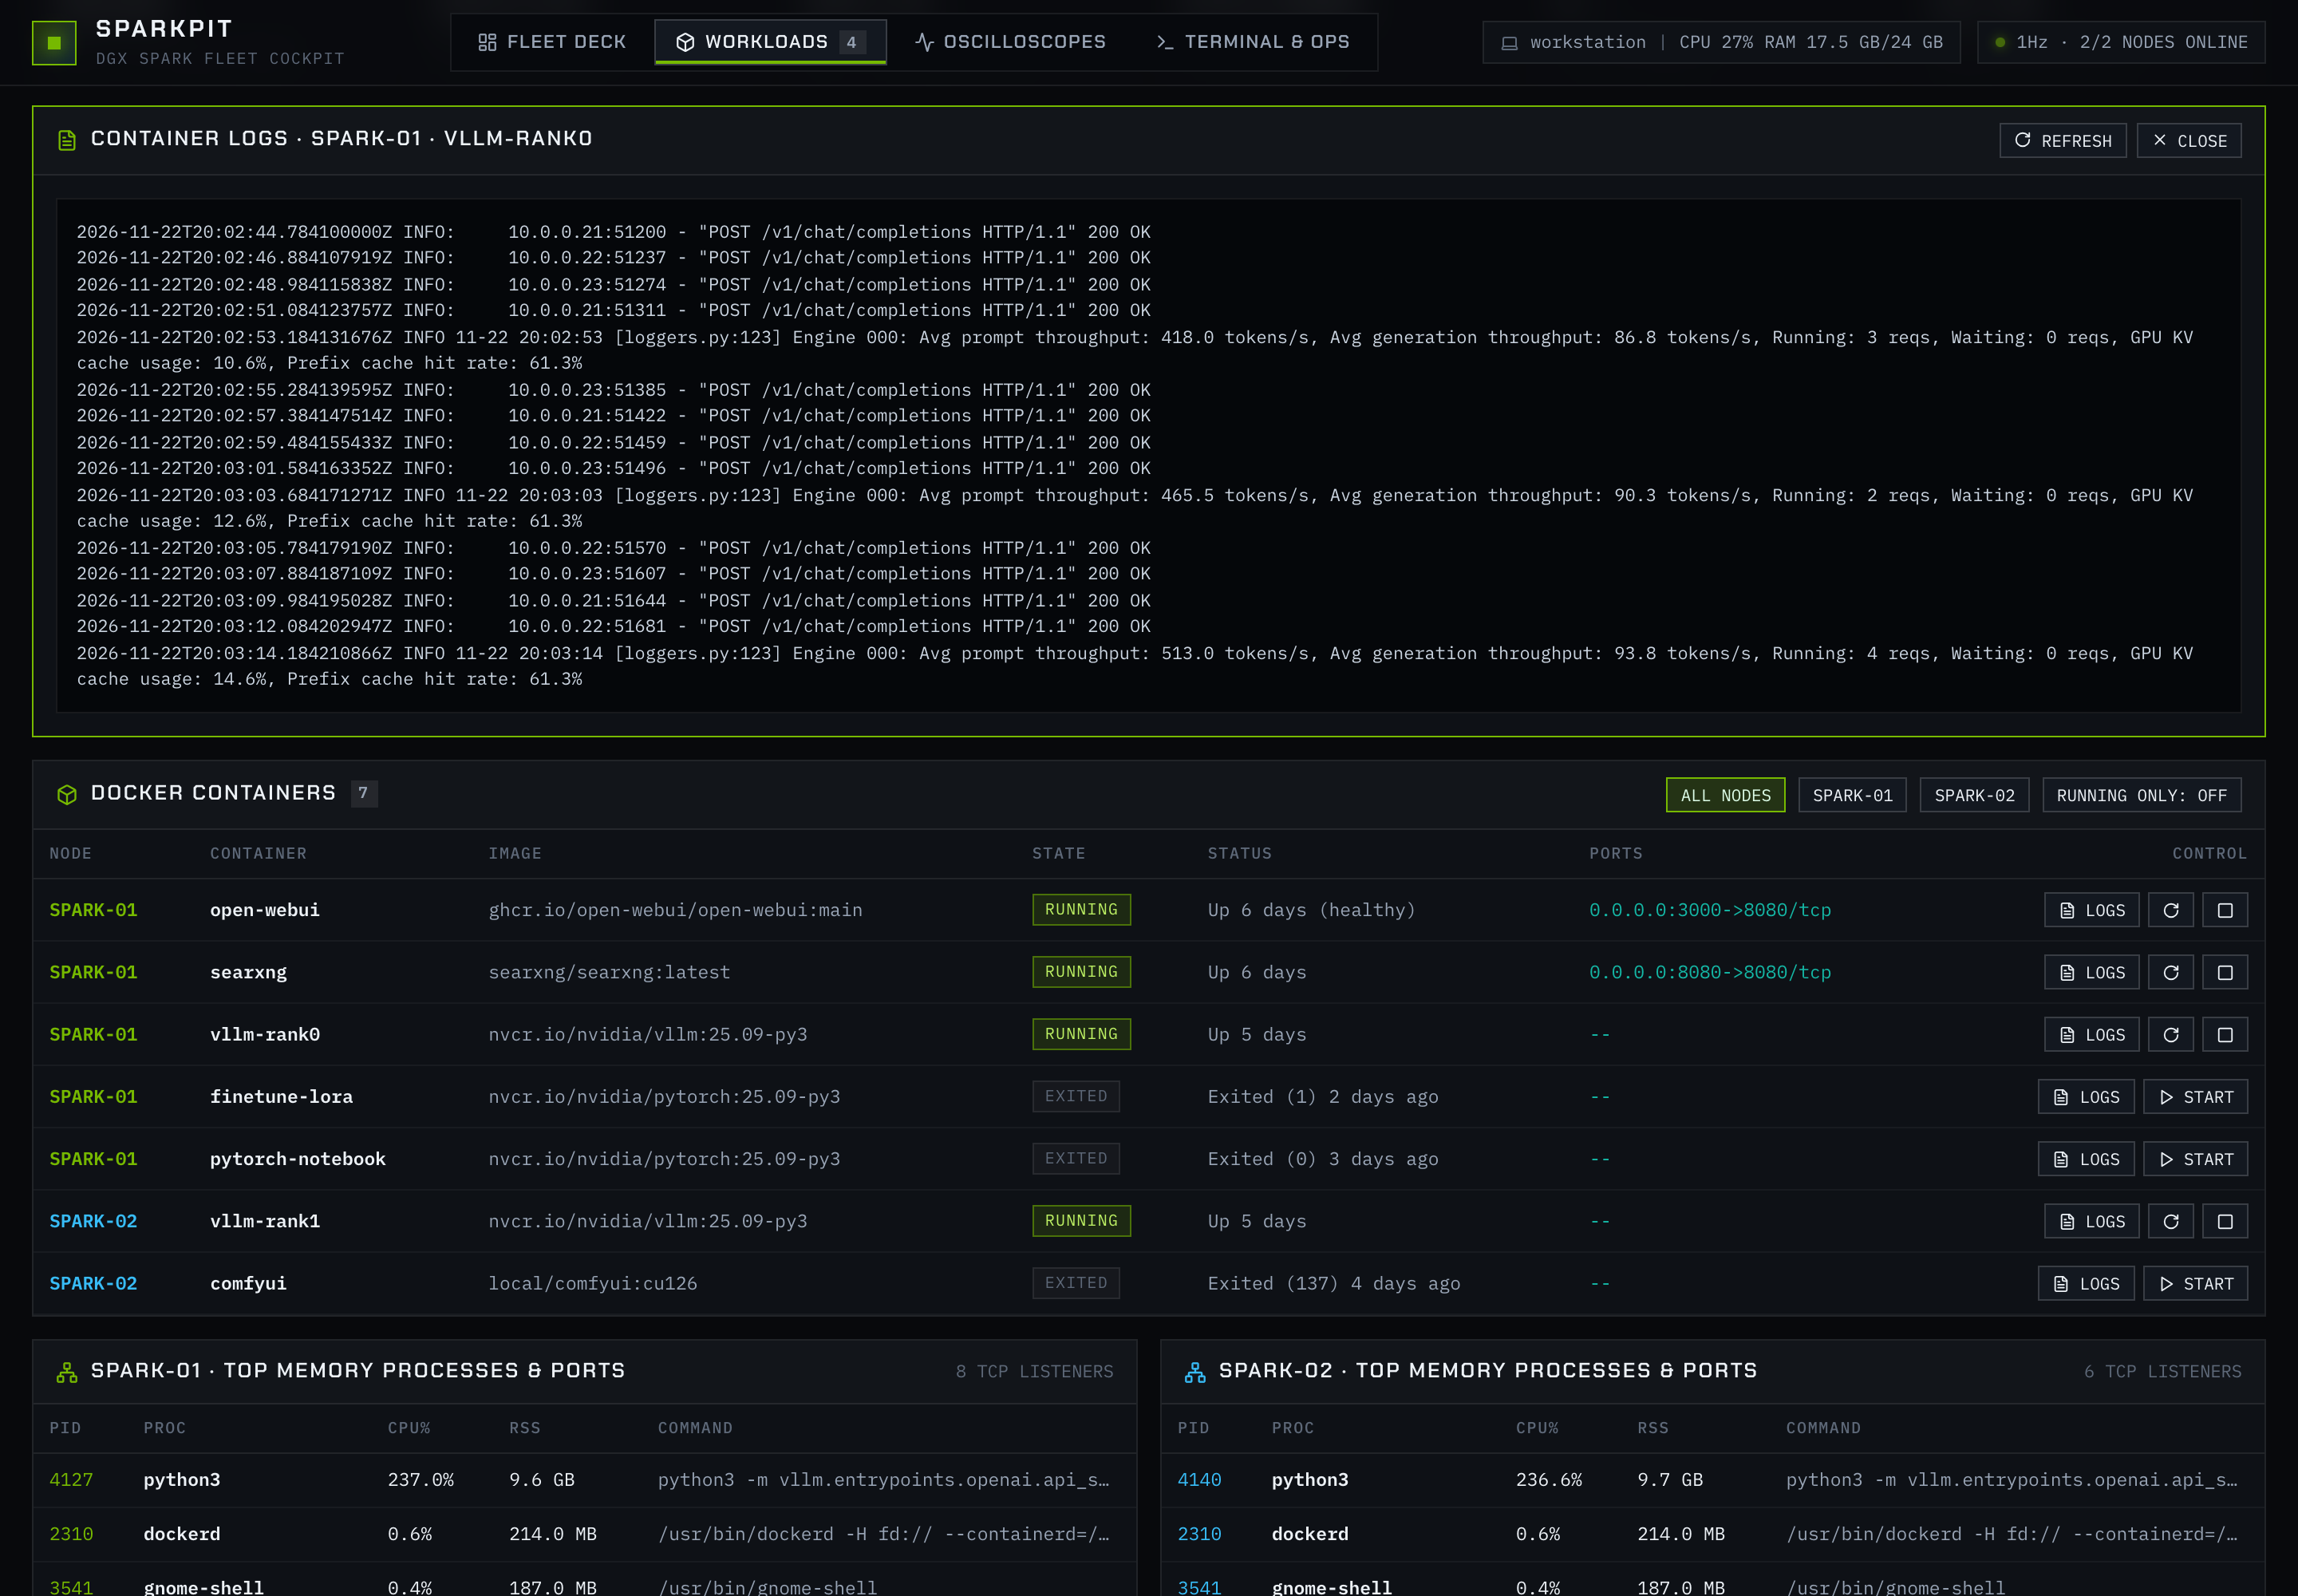 SPARKPIT
DGX SPARK FLEET COCKPIT
FLEET DECK
WORKLOADS 4
OSCILLOSCOPES
TERMINAL & OPS
workstation | CPU 27% RAM 17.5 GB/24 GB
1Hz · 2/2 NODES ONLINE
CONTAINER LOGS · SPARK-01 · VLLM-RANK0
REFRESH
CLOSE
2026-11-22T20:02:44.784100000Z INFO:     10.0.0.21:51200 - "POST /v1/chat/completions HTTP/1.1" 200 OK
2026-11-22T20:02:46.884107919Z INFO:     10.0.0.22:51237 - "POST /v1/chat/completions HTTP/1.1" 200 OK
2026-11-22T20:02:48.984115838Z INFO:     10.0.0.23:51274 - "POST /v1/chat/completions HTTP/1.1" 200 OK
2026-11-22T20:02:51.084123757Z INFO:     10.0.0.21:51311 - "POST /v1/chat/completions HTTP/1.1" 200 OK
2026-11-22T20:02:53.184131676Z INFO 11-22 20:02:53 [loggers.py:123] Engine 000: Avg prompt throughput: 418.0 tokens/s, Avg generation throughput: 86.8 tokens/s, Running: 3 reqs, Waiting: 0 reqs, GPU KV
cache usage: 10.6%, Prefix cache hit rate: 61.3%
2026-11-22T20:02:55.284139595Z INFO:     10.0.0.23:51385 - "POST /v1/chat/completions HTTP/1.1" 200 OK
2026-11-22T20:02:57.384147514Z INFO:     10.0.0.21:51422 - "POST /v1/chat/completions HTTP/1.1" 200 OK
2026-11-22T20:02:59.484155433Z INFO:     10.0.0.22:51459 - "POST /v1/chat/completions HTTP/1.1" 200 OK
2026-11-22T20:03:01.584163352Z INFO:     10.0.0.23:51496 - "POST /v1/chat/completions HTTP/1.1" 200 OK
2026-11-22T20:03:03.684171271Z INFO 11-22 20:03:03 [loggers.py:123] Engine 000: Avg prompt throughput: 465.5 tokens/s, Avg generation throughput: 90.3 tokens/s, Running: 2 reqs, Waiting: 0 reqs, GPU KV
cache usage: 12.6%, Prefix cache hit rate: 61.3%
2026-11-22T20:03:05.784179190Z INFO:     10.0.0.22:51570 - "POST /v1/chat/completions HTTP/1.1" 200 OK
2026-11-22T20:03:07.884187109Z INFO:     10.0.0.23:51607 - "POST /v1/chat/completions HTTP/1.1" 200 OK
2026-11-22T20:03:09.984195028Z INFO:     10.0.0.21:51644 - "POST /v1/chat/completions HTTP/1.1" 200 OK
2026-11-22T20:03:12.084202947Z INFO:     10.0.0.22:51681 - "POST /v1/chat/completions HTTP/1.1" 200 OK
2026-11-22T20:03:14.184210866Z INFO 11-22 20:03:14 [loggers.py:123] Engine 000: Avg prompt throughput: 513.0 tokens/s, Avg generation throughput: 93.8 tokens/s, Running: 4 reqs, Waiting: 0 reqs, GPU KV
cache usage: 14.6%, Prefix cache hit rate: 61.3%
DOCKER CONTAINERS 7
ALL NODES
SPARK-01
SPARK-02
RUNNING ONLY: OFF
NODE CONTAINER IMAGE STATE STATUS PORTS CONTROL
SPARK-01 open-webui ghcr.io/open-webui/open-webui:main RUNNING Up 6 days (healthy) 0.0.0.0:3000->8080/tcp LOGS
SPARK-01 searxng searxng/searxng:latest RUNNING Up 6 days 0.0.0.0:8080->8080/tcp LOGS
SPARK-01 vllm-rank0 nvcr.io/nvidia/vllm:25.09-py3 RUNNING Up 5 days -- LOGS
SPARK-01 finetune-lora nvcr.io/nvidia/pytorch:25.09-py3 EXITED Exited (1) 2 days ago -- LOGS START
SPARK-01 pytorch-notebook nvcr.io/nvidia/pytorch:25.09-py3 EXITED Exited (0) 3 days ago -- LOGS START
SPARK-02 vllm-rank1 nvcr.io/nvidia/vllm:25.09-py3 RUNNING Up 5 days -- LOGS
SPARK-02 comfyui local/comfyui:cu126 EXITED Exited (137) 4 days ago -- LOGS START
SPARK-01 · TOP MEMORY PROCESSES & PORTS 8 TCP LISTENERS
PID PROC CPU% RSS COMMAND
4127 python3 237.0% 9.6 GB python3 -m vllm.entrypoints.openai.api_s…
2310 dockerd 0.6% 214.0 MB /usr/bin/dockerd -H fd:// --containerd=/…
3541 gnome-shell 0.4% 187.0 MB /usr/bin/gnome-shell
SPARK-02 · TOP MEMORY PROCESSES & PORTS 6 TCP LISTENERS
PID PROC CPU% RSS COMMAND
4140 python3 236.6% 9.7 GB python3 -m vllm.entrypoints.openai.api_s…
2310 dockerd 0.6% 214.0 MB /usr/bin/dockerd -H fd:// --containerd=/…
3541 gnome-shell 0.4% 187.0 MB /usr/bin/gnome-shell